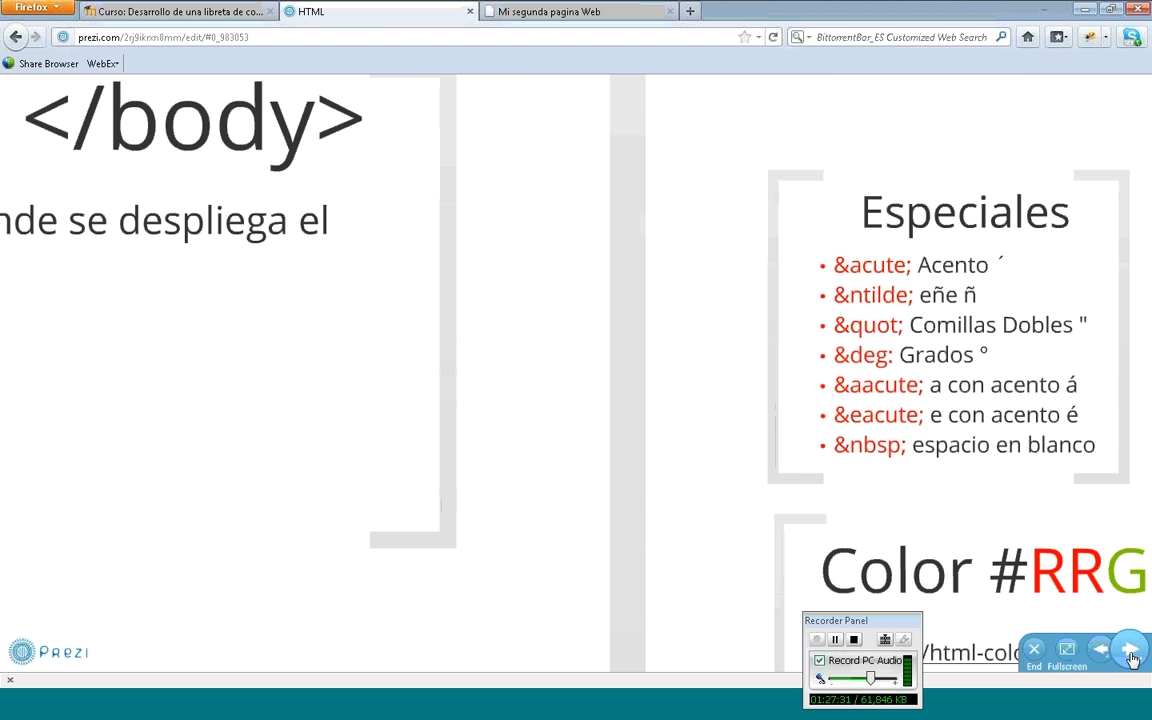 Firefox
Curso: Desarrollo de una libreta de co...
HTML
Mi segunda pagina Web
prezi.com/2rj9iknxn8mm/edit/#0_983053
BittorrentBar_ES Customized Web Search
Share Browser
WebEx
</body>
nde se despliega el
Especiales
• &acute; Acento ´
• &ntilde; eñe ñ
• &quot; Comillas Dobles "
• &deg: Grados °
• &aacute; a con acento á
• &eacute; e con acento é
• &nbsp; espacio en blanco
Color #RRG
/html-colo
Recorder Panel
Record PC Audio
01:27:31 / 61,846 KB
End
Fullscreen
PREZI